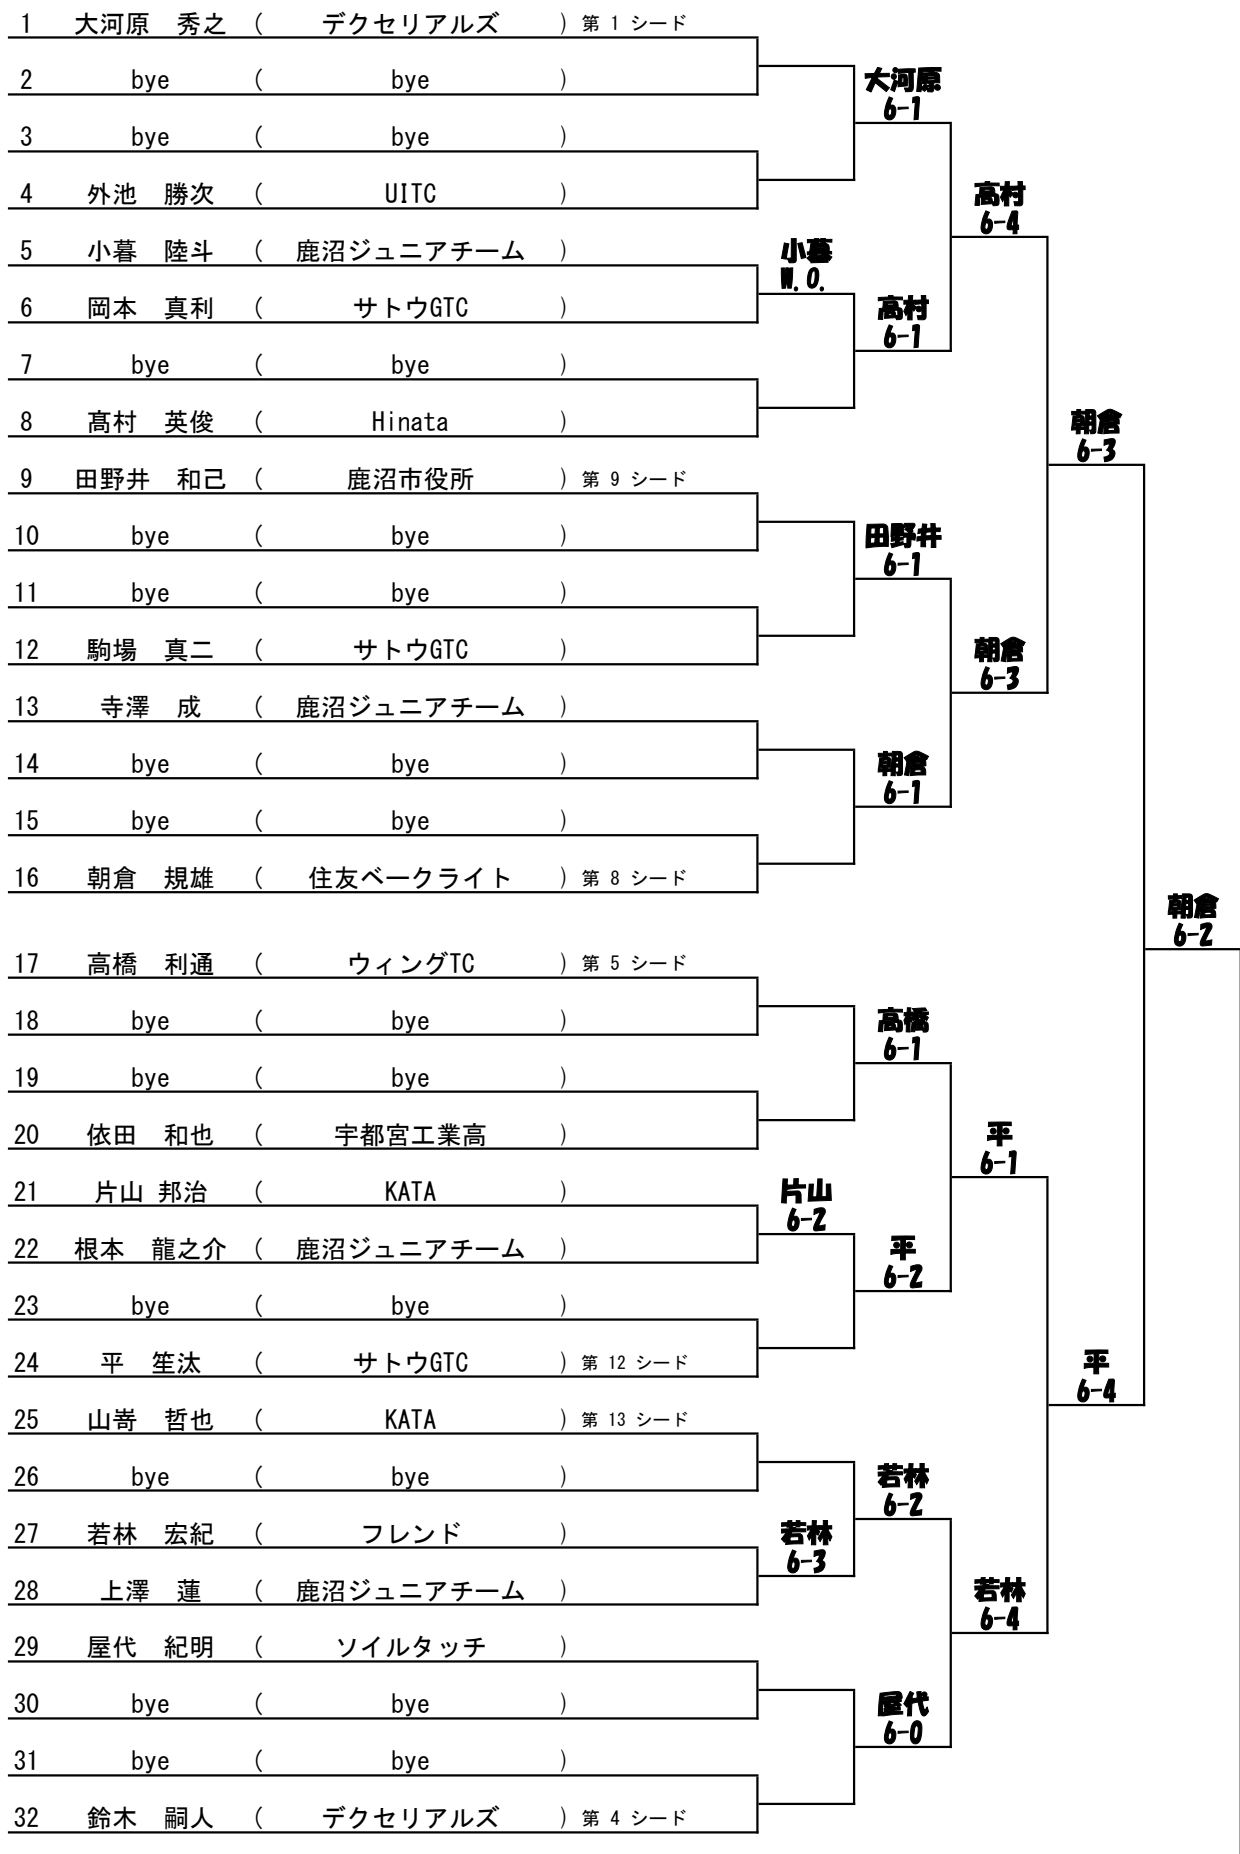 1 大河原 秀之 ( デクセリアルズ ) 第 1 シード
2 bye ( bye )
大河原
6-1
3 bye ( bye )
4 外池 勝次 ( UITC )
高村
6-4
5 小暮 陸斗 ( 鹿沼ジュニアチーム )
小暮
W.O.
6 岡本 真利 ( サトウGTC )
高村
6-1
7 bye ( bye )
8 髙村 英俊 ( Hinata )
朝倉
6-3
9 田野井 和己 ( 鹿沼市役所 ) 第 9 シード
10 bye ( bye )
田野井
6-1
11 bye ( bye )
12 駒場 真二 ( サトウGTC )
朝倉
6-3
13 寺澤 成 ( 鹿沼ジュニアチーム )
14 bye ( bye )
朝倉
6-1
15 bye ( bye )
16 朝倉 規雄 ( 住友ベークライト ) 第 8 シード
朝倉
6-2
17 高橋 利通 ( ウィングTC ) 第 5 シード
18 bye ( bye )
高橋
6-1
19 bye ( bye )
20 依田 和也 ( 宇都宮工業高 )
平
6-1
21 片山 邦治 ( KATA )
片山
6-2
22 根本 龍之介 ( 鹿沼ジュニアチーム )
平
6-2
23 bye ( bye )
24 平 笙汰 ( サトウGTC ) 第 12 シード
平
6-4
25 山嵜 哲也 ( KATA ) 第 13 シード
26 bye ( bye )
若林
6-2
27 若林 宏紀 ( フレンド )
若林
6-3
28 上澤 蓮 ( 鹿沼ジュニアチーム )
若林
6-4
29 屋代 紀明 ( ソイルタッチ )
30 bye ( bye )
屋代
6-0
31 bye ( bye )
32 鈴木 嗣人 ( デクセリアルズ ) 第 4 シード